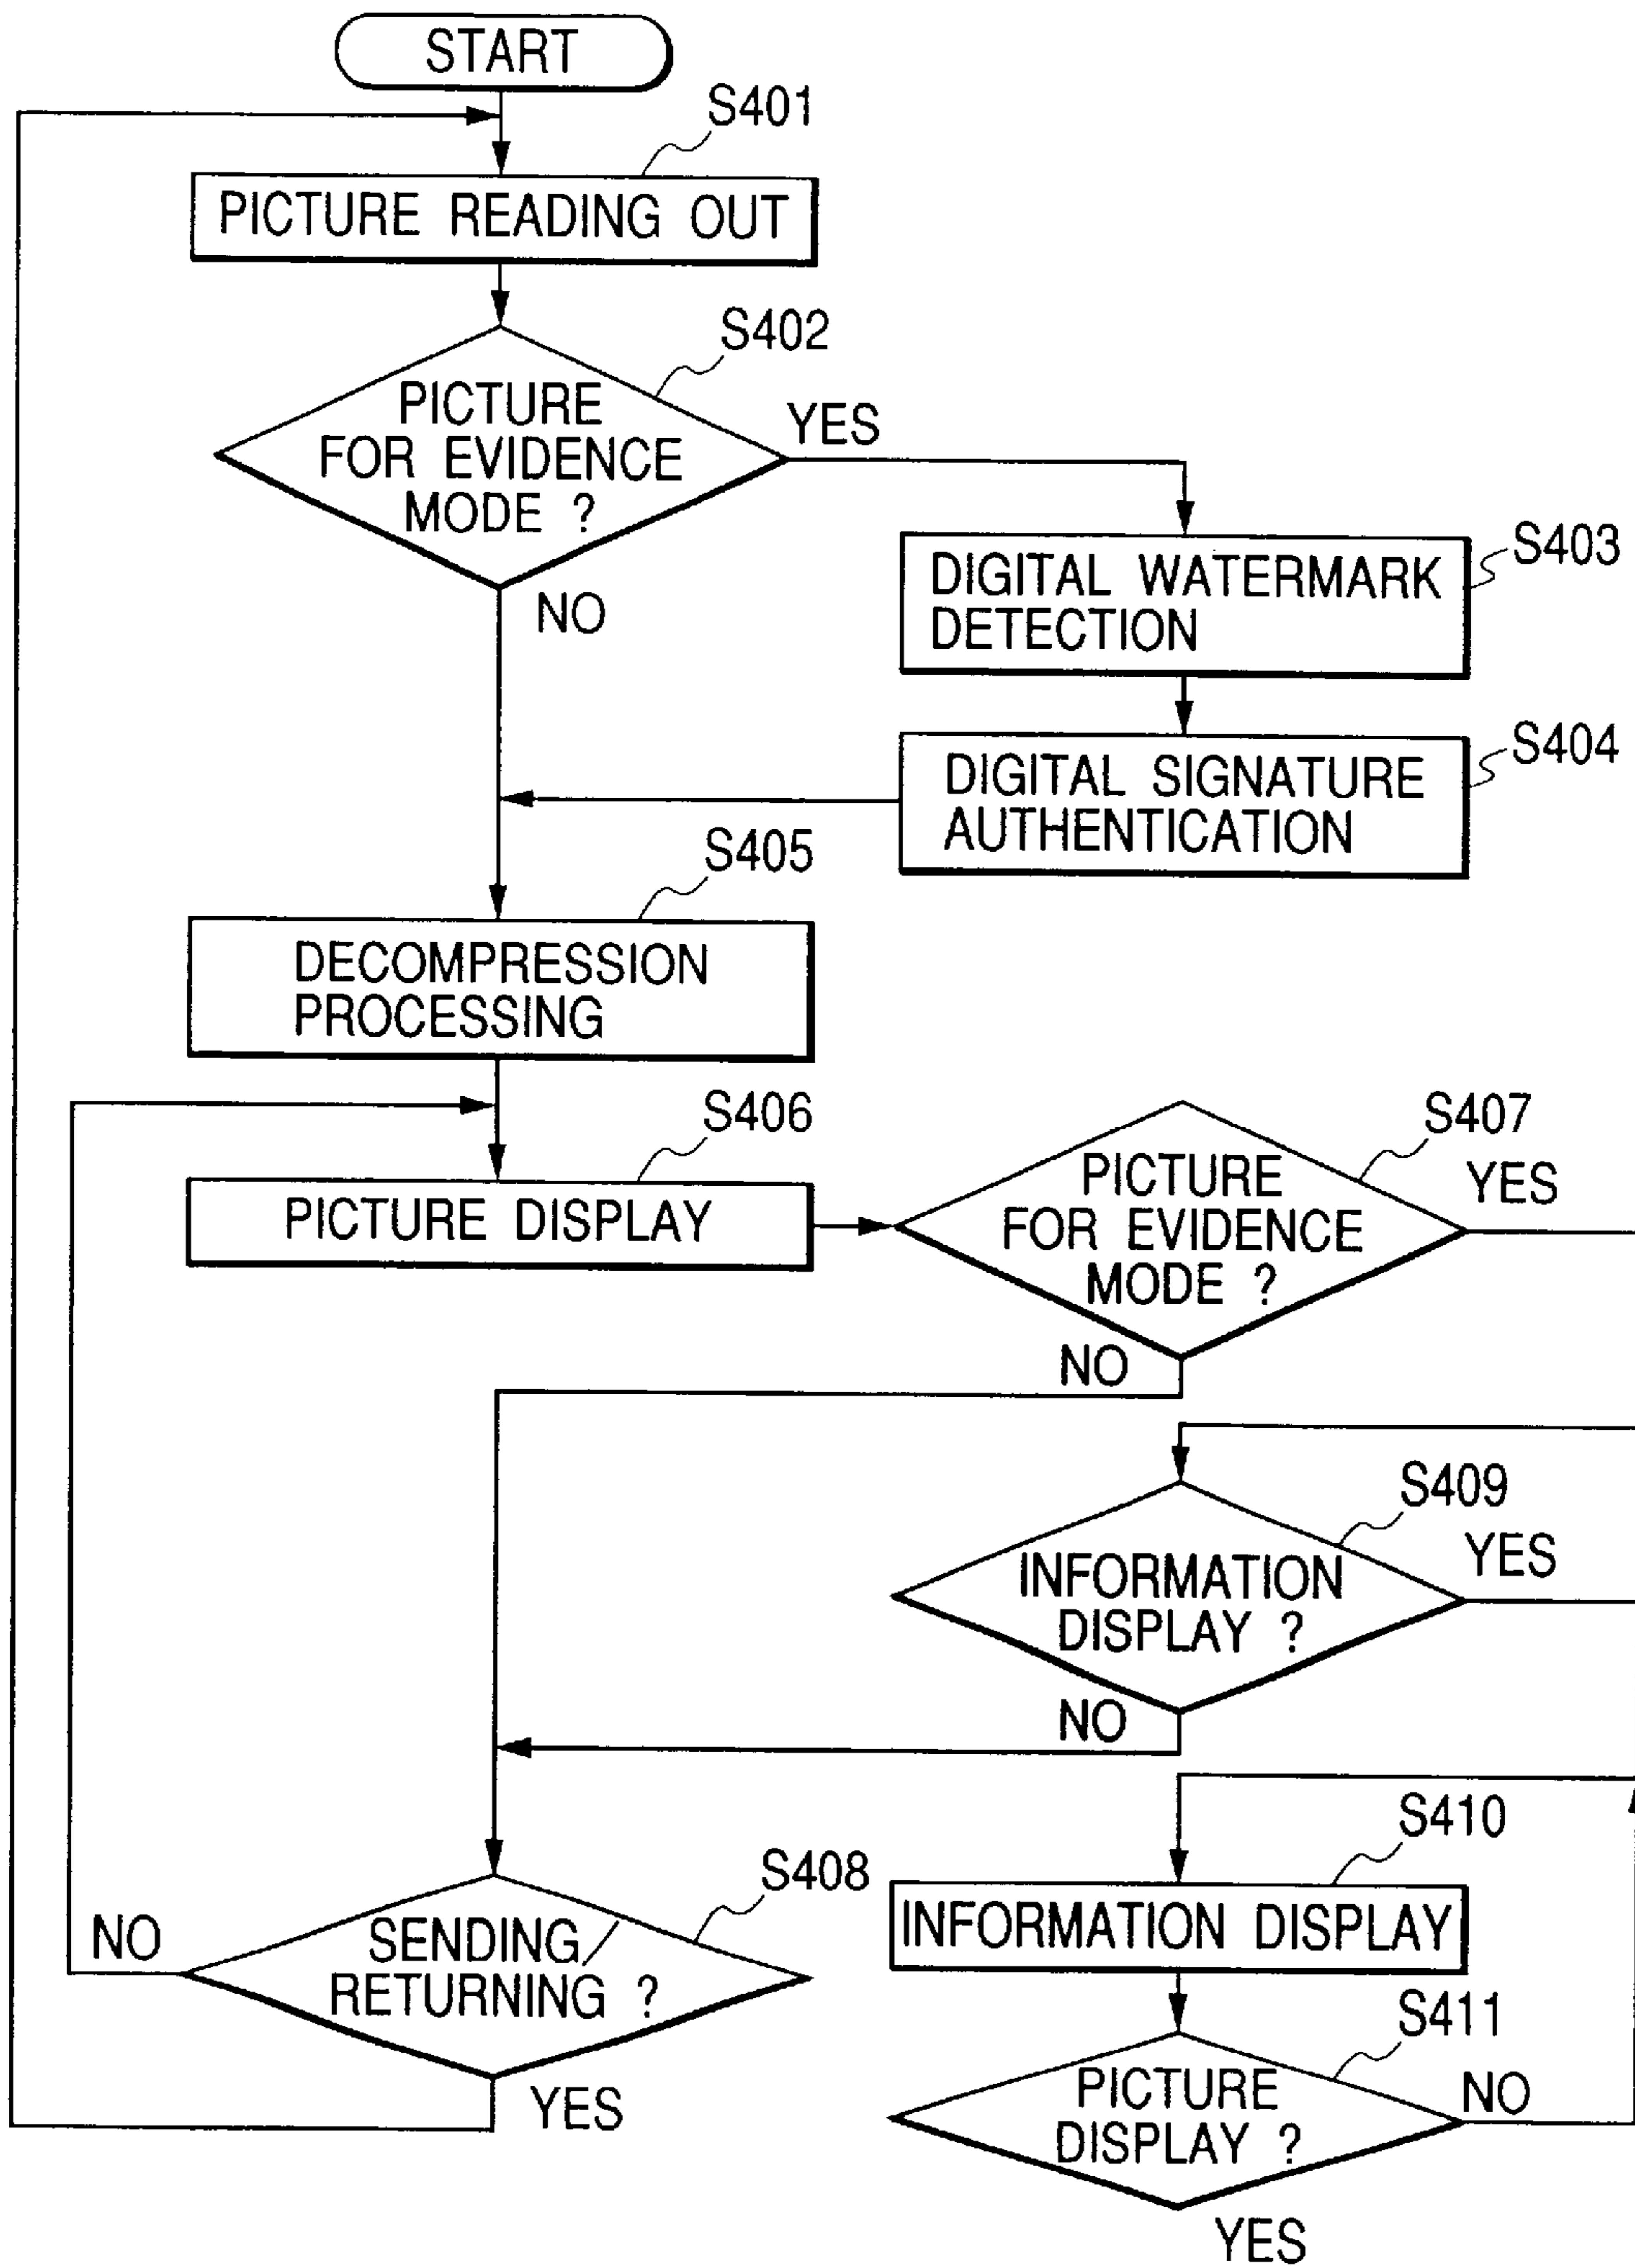 START
S401
PICTURE READING OUT
S402
PICTURE
FOR EVIDENCE
MODE ?
YES
NO
S403
DIGITAL WATERMARK
DETECTION
S404
DIGITAL SIGNATURE
AUTHENTICATION
S405
DECOMPRESSION
PROCESSING
S406
PICTURE DISPLAY
S407
PICTURE
FOR EVIDENCE
MODE ?
YES
NO
S409
INFORMATION
DISPLAY ?
YES
NO
S408
SENDING/
RETURNING ?
NO
YES
S410
INFORMATION DISPLAY
S411
PICTURE
DISPLAY ?
NO
YES